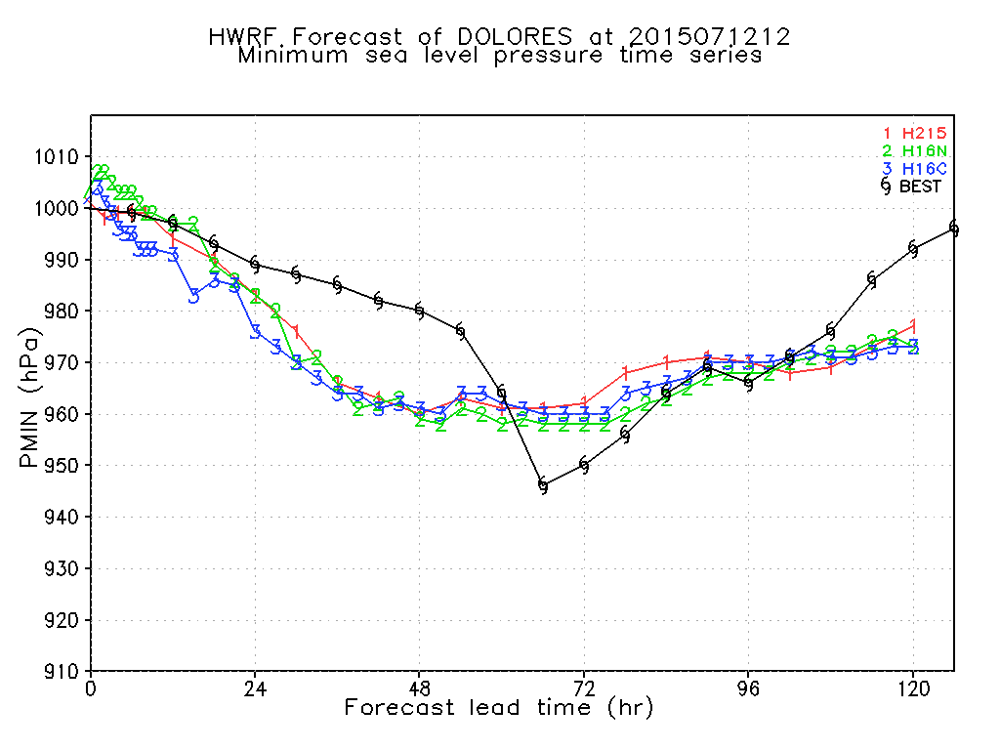 HWRF Forecast of DOLORES at 2015071212
Minimum sea level pressure time series
1 H215
2 H16N
3 H16C
BEST
1010
1000
990
980
970
960
950
940
930
920
910
PMIN (hPa)
0 24 48 72 96 120
Forecast lead time (hr)